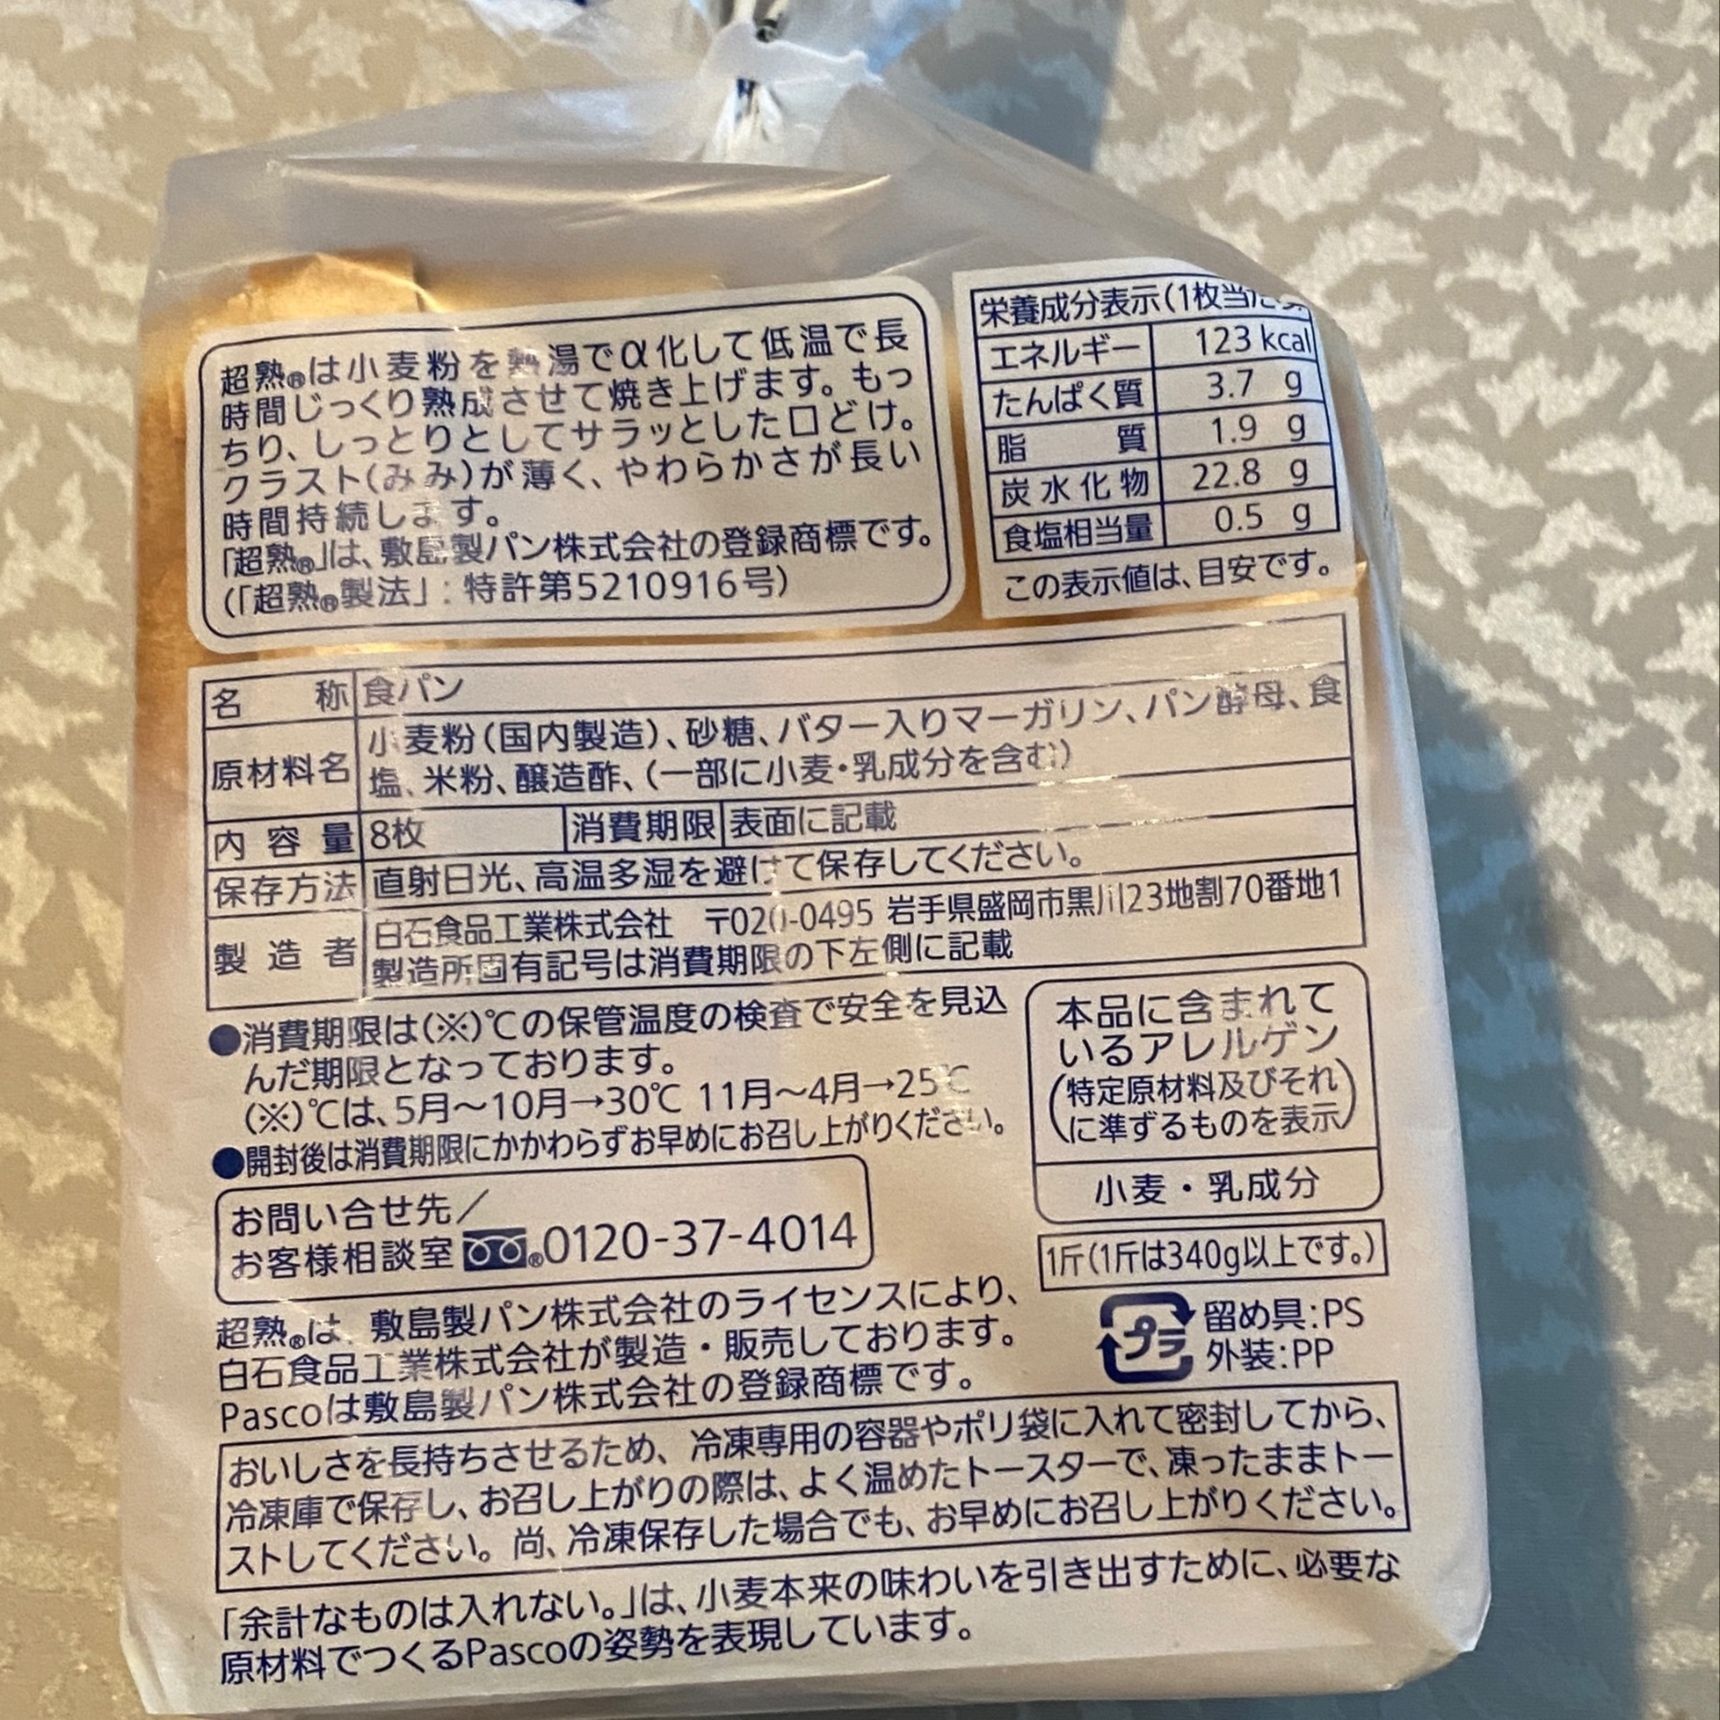 超熟®は小麦粉を熱湯でα化して低温で長
時間じっくり熟成させて焼き上げます。もっ
ちり、しっとりとしてサラッとした口どけ。
クラスト(みみ)が薄く、やわらかさが長い
時間持続します。
「超熟®」は、敷島製パン株式会社の登録商標です。
(「超熟®製法」:特許第5210916号)
栄養成分表示(1枚当たり
エネルギー 123 kcal
たんぱく質 3.7 g
脂 質 1.9 g
炭水化物 22.8 g
食塩相当量 0.5 g
この表示値は、目安です。
名 称 食パン
原材料名 小麦粉(国内製造)、砂糖、バター入りマーガリン、パン酵母、食
塩、米粉、醸造酢、(一部に小麦・乳成分を含む)
内容量 8枚 消費期限 表面に記載
保存方法 直射日光、高温多湿を避けて保存してください。
製造者 白石食品工業株式会社 〒020-0495 岩手県盛岡市黒川23地割70番地1
製造所固有記号は消費期限の下左側に記載
●消費期限は(※)℃の保管温度の検査で安全を見込
んだ期限となっております。
(※)℃は、5月～10月→30℃ 11月～4月→25℃
●開封後は消費期限にかかわらずお早めにお召し上がりください。
本品に含まれて
いるアレルゲン
(特定原材料及びそれ
に準ずるものを表示)
小麦・乳成分
お問い合せ先/
お客様相談室 ®0120-37-4014
1斤(1斤は340g以上です。)
超熟®は、敷島製パン株式会社のライセンスにより、
白石食品工業株式会社が製造・販売しております。
Pascoは敷島製パン株式会社の登録商標です。
プラ 留め具:PS
外装:PP
おいしさを長持ちさせるため、冷凍専用の容器やポリ袋に入れて密封してから、
冷凍庫で保存し、お召し上がりの際は、よく温めたトースターで、凍ったままトー
ストしてください。尚、冷凍保存した場合でも、お早めにお召し上がりください。
「余計なものは入れない。」は、小麦本来の味わいを引き出すために、必要な
原材料でつくるPascoの姿勢を表現しています。